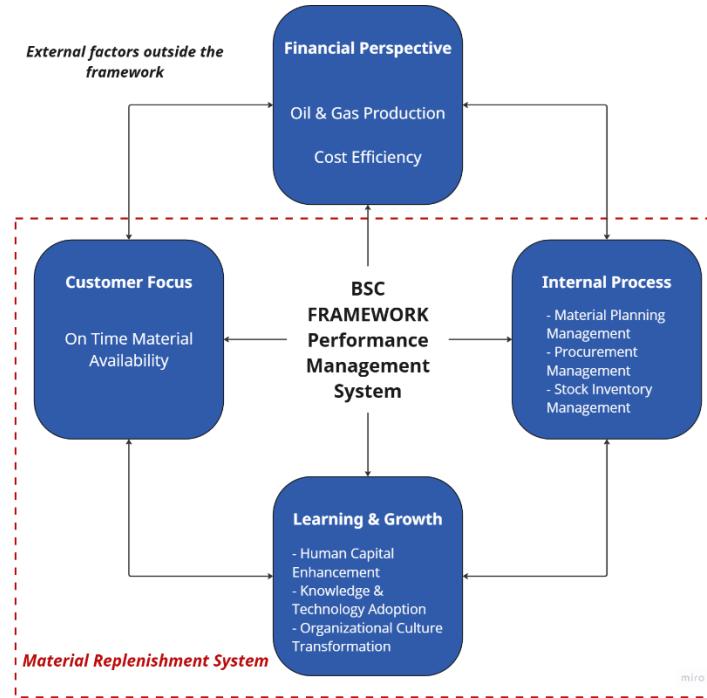 External factors outside the
framework
Financial Perspective
Oil & Gas Production
Cost Efficiency
Customer Focus
On Time Material
Availability
BSC
FRAMEWORK
Performance
Management
System
Internal Process
- Material Planning
Management
- Procurement
Management
- Stock Inventory
Management
Learning & Growth
- Human Capital
Enhancement
- Knowledge &
Technology Adoption
- Organizational Culture
Transformation
Material Replenishment System
miro